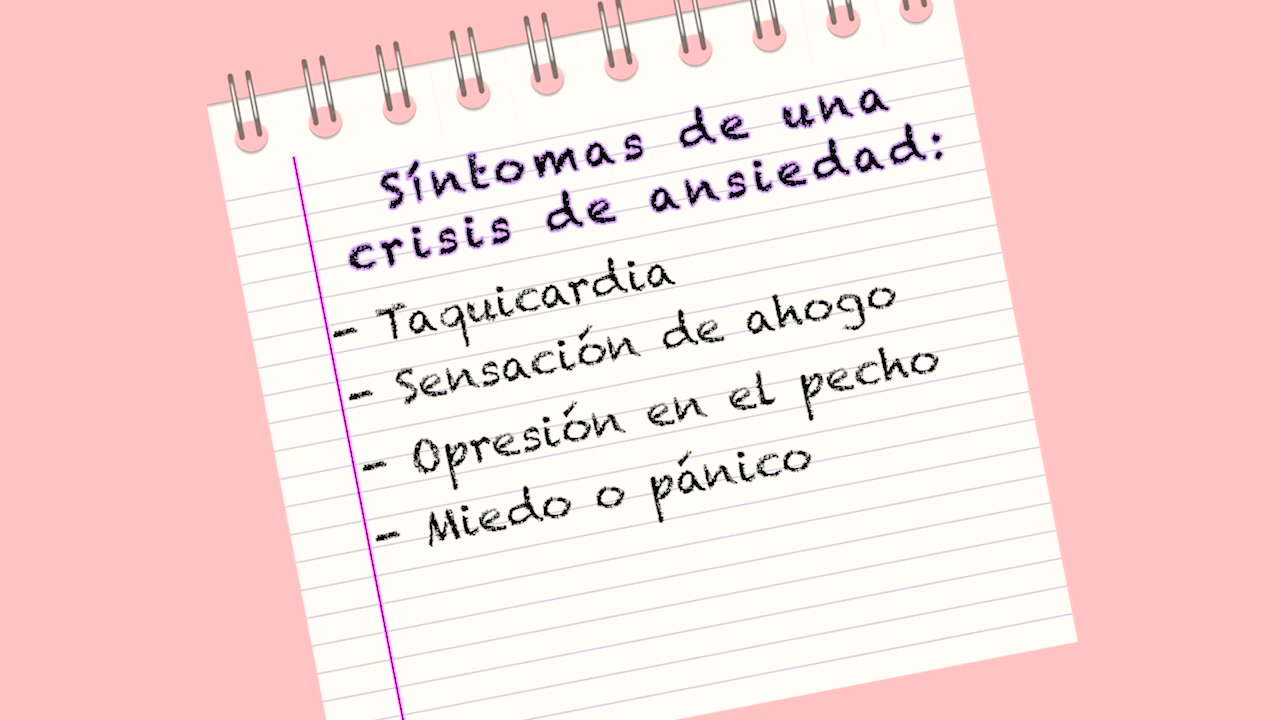 Síntomas de una
crisis de ansiedad:
- Taquicardia
- Sensación de ahogo
- Opresión en el pecho
- Miedo o pánico